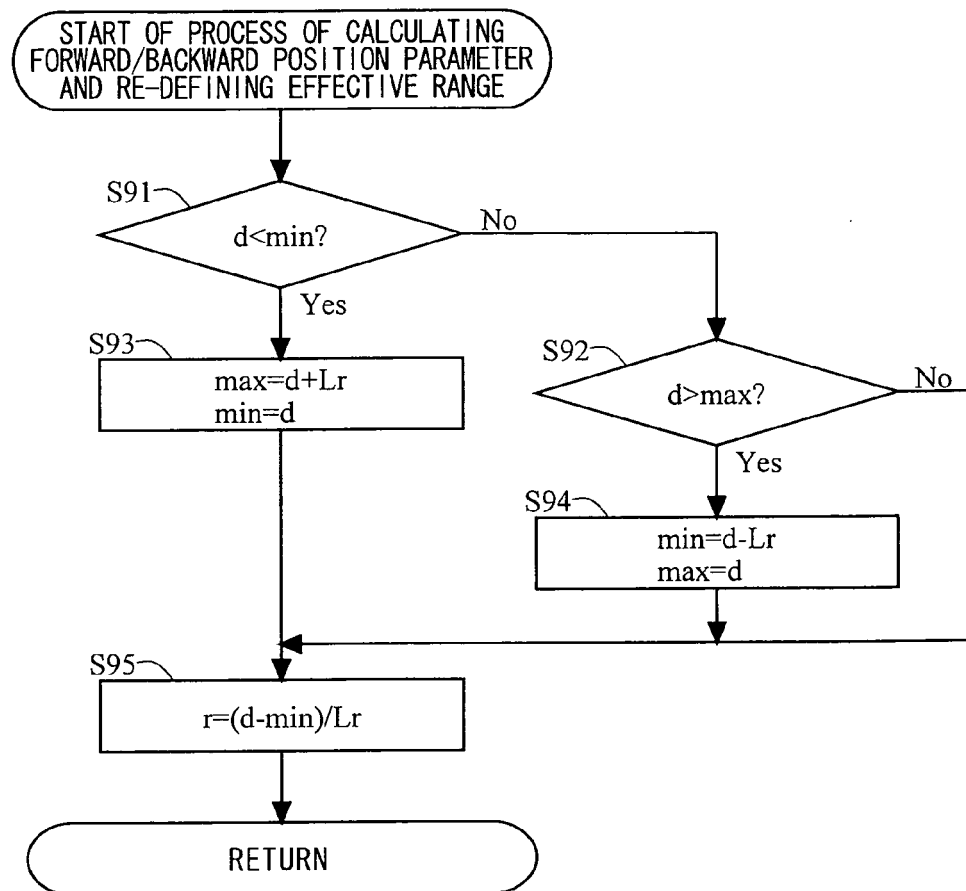 START OF PROCESS OF CALCULATING
FORWARD/BACKWARD POSITION PARAMETER
AND RE-DEFINING EFFECTIVE RANGE
S91
d<min?
No
Yes
S93
max=d+Lr
min=d
S92
d>max?
No
Yes
S94
min=d-Lr
max=d
S95
r=(d-min)/Lr
RETURN